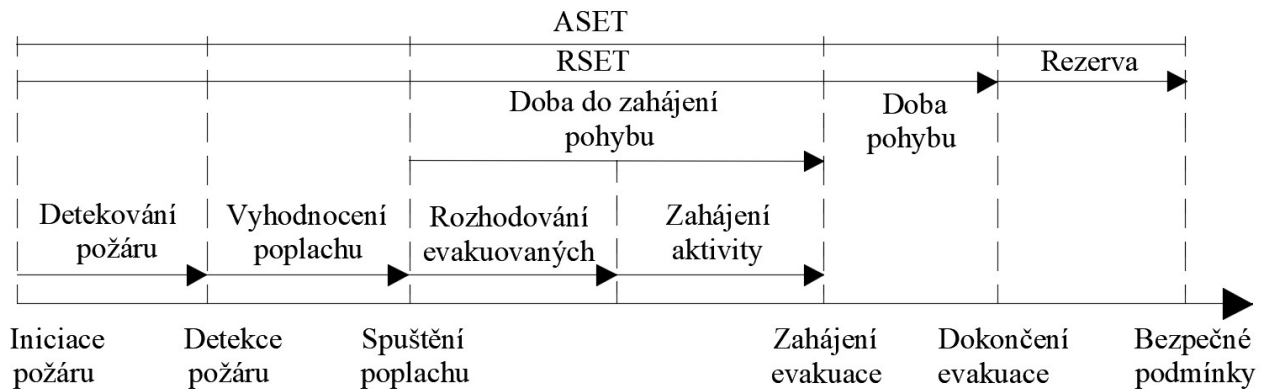 ASET
RSET
Rezerva
Doba do zahájení
pohybu
Doba
pohybu
Detekování
požáru
Vyhodnocení
poplachu
Rozhodování
evakuovaných
Zahájení
aktivity
Iniciace
požáru
Detekce
požáru
Spuštění
poplachu
Zahájení
evakuace
Dokončení
evakuace
Bezpečné
podmínky